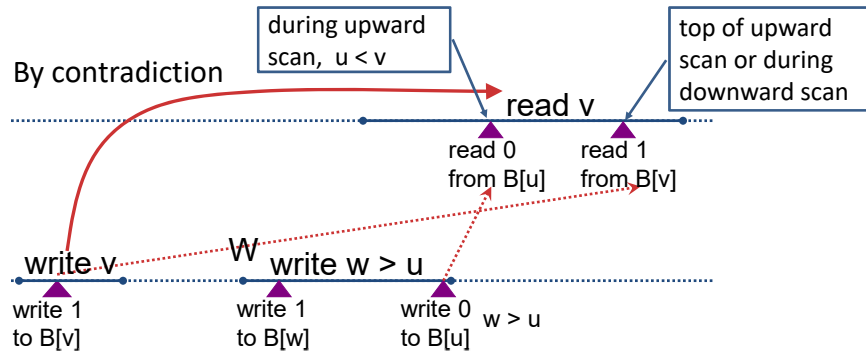 during upward
scan, u < v
top of upward
scan or during
downward scan
By contradiction
read v
read 0
from B[u]
read 1
from B[v]
W
write v
write w > u
write 1
to B[v]
write 1
to B[w]
write 0
to B[u]
w > u